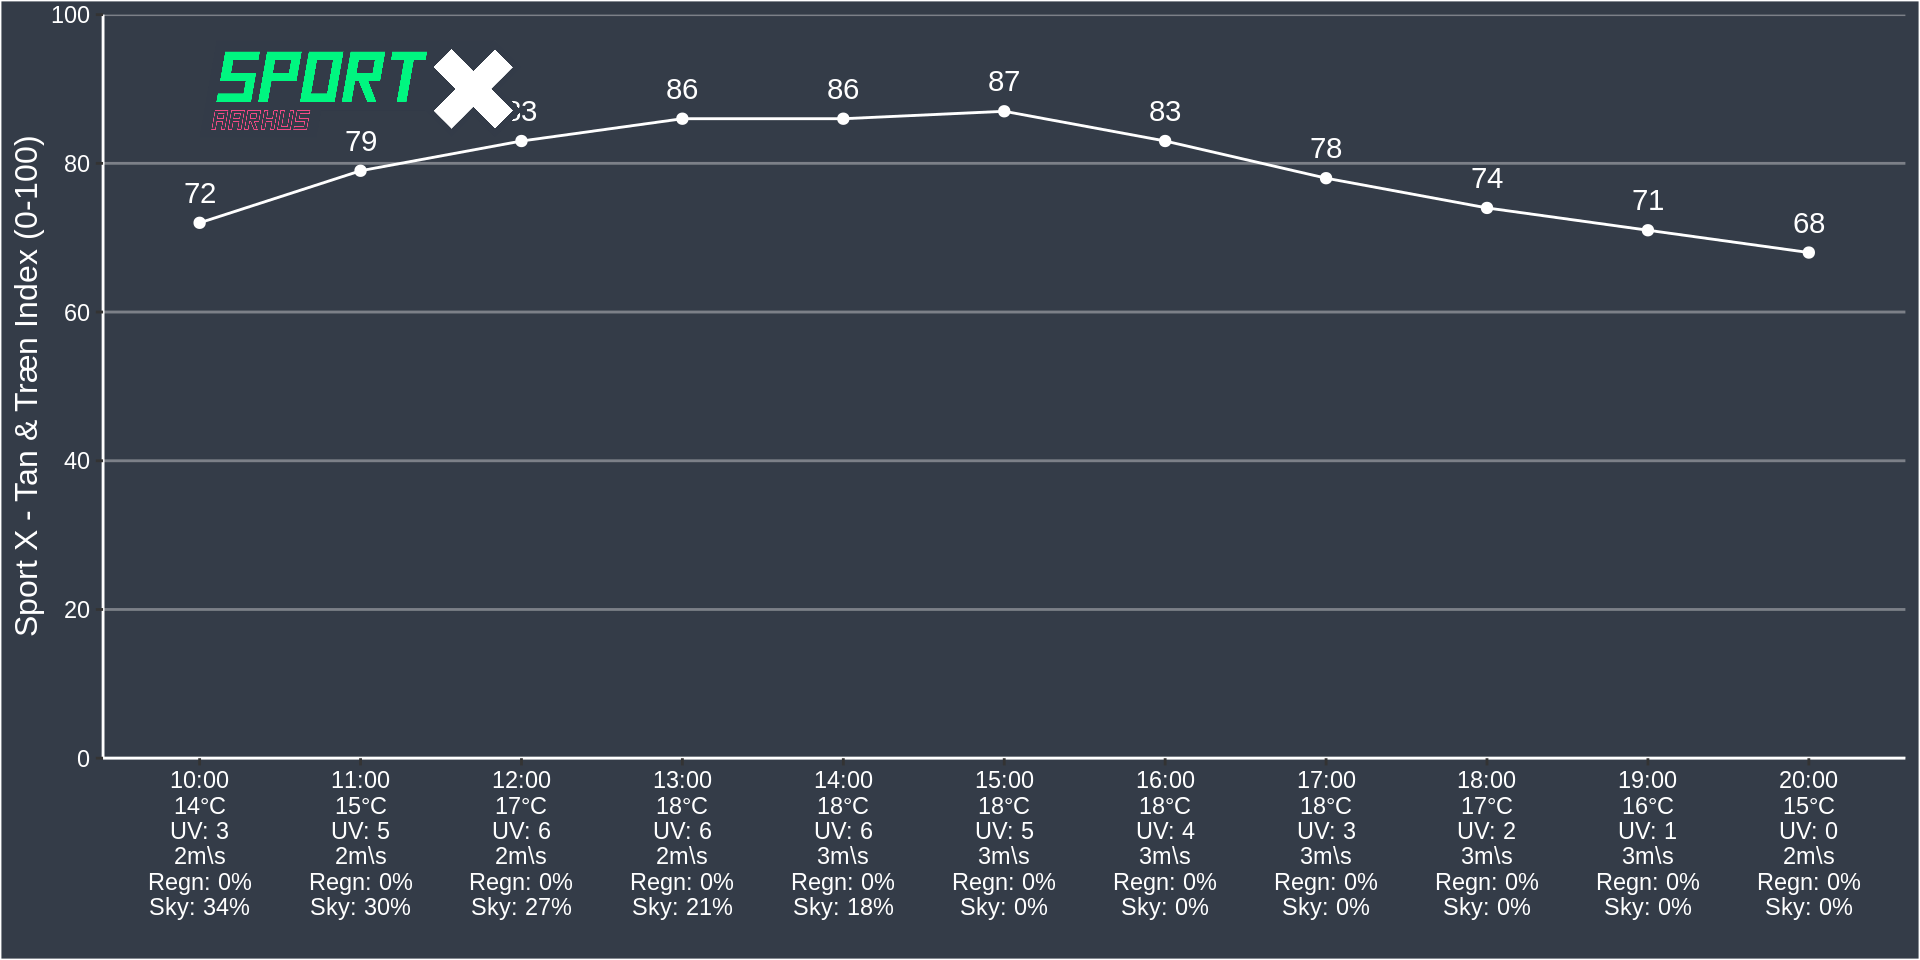 SPORT X
AARHUS
Sport X - Tan & Træn Index (0-100)
100
80
60
40
20
0
72
79
83
86
86
87
83
78
74
71
68
10:00 11:00 12:00 13:00 14:00 15:00 16:00 17:00 18:00 19:00 20:00
14°C 15°C 17°C 18°C 18°C 18°C 18°C 18°C 17°C 16°C 15°C
UV: 3 UV: 5 UV: 6 UV: 6 UV: 6 UV: 5 UV: 4 UV: 3 UV: 2 UV: 1 UV: 0
2m\s 2m\s 2m\s 2m\s 3m\s 3m\s 3m\s 3m\s 3m\s 3m\s 2m\s
Regn: 0% Regn: 0% Regn: 0% Regn: 0% Regn: 0% Regn: 0% Regn: 0% Regn: 0% Regn: 0% Regn: 0% Regn: 0%
Sky: 34% Sky: 30% Sky: 27% Sky: 21% Sky: 18% Sky: 0% Sky: 0% Sky: 0% Sky: 0% Sky: 0% Sky: 0%